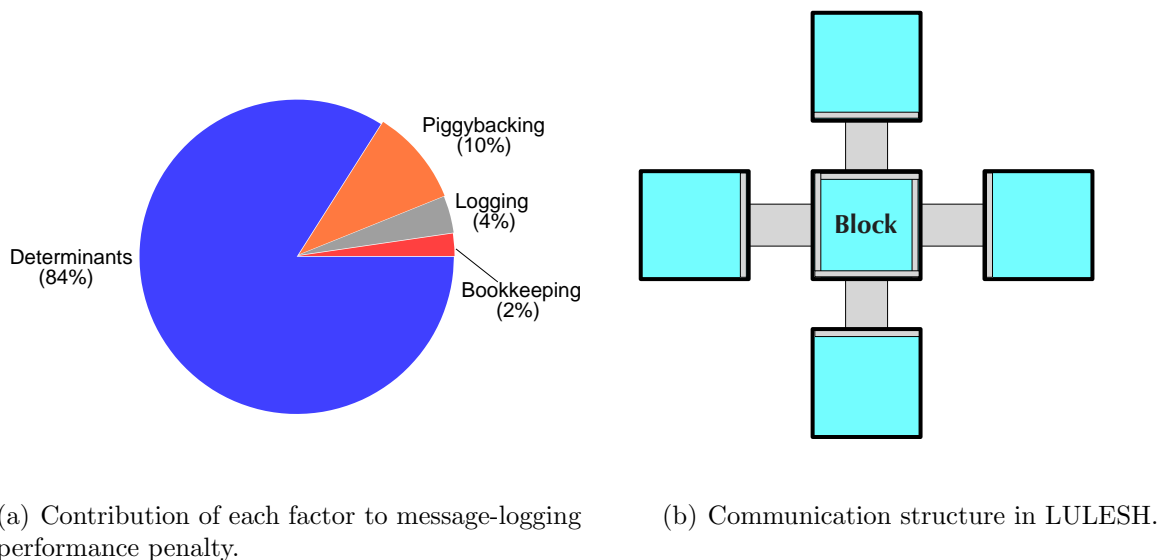 Piggybacking
(10%)
Logging
(4%)
Determinants
(84%)
Bookkeeping
(2%)
Block
(a) Contribution of each factor to message-logging
performance penalty.
(b) Communication structure in LULESH.